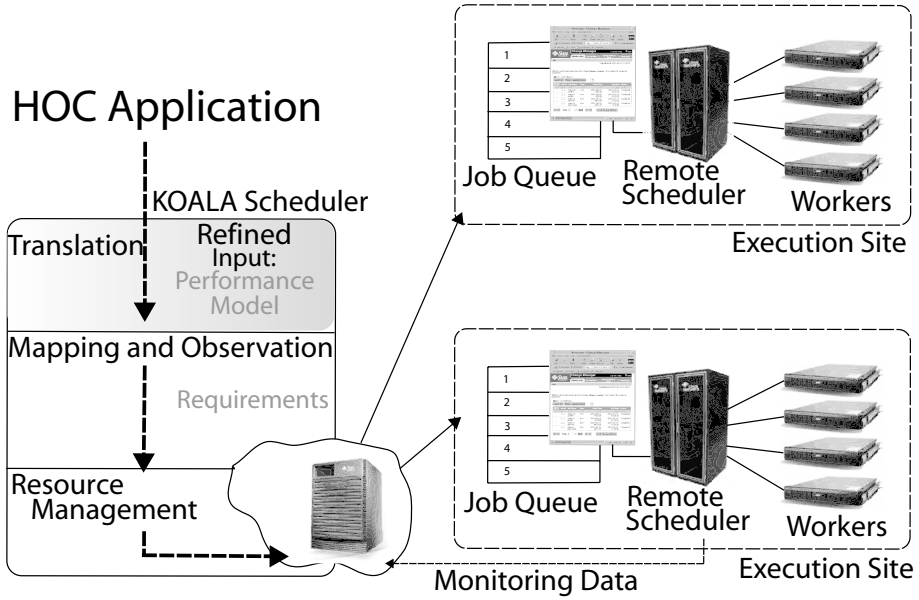 HOC Application
KOALA Scheduler
Translation
Refined
Input:
Performance
Model
Mapping and Observation
Requirements
Resource
Management
1
2
3
4
5
Job Queue
Remote
Scheduler
Workers
Execution Site
1
2
3
4
5
Job Queue
Remote
Scheduler
Workers
Execution Site
Monitoring Data